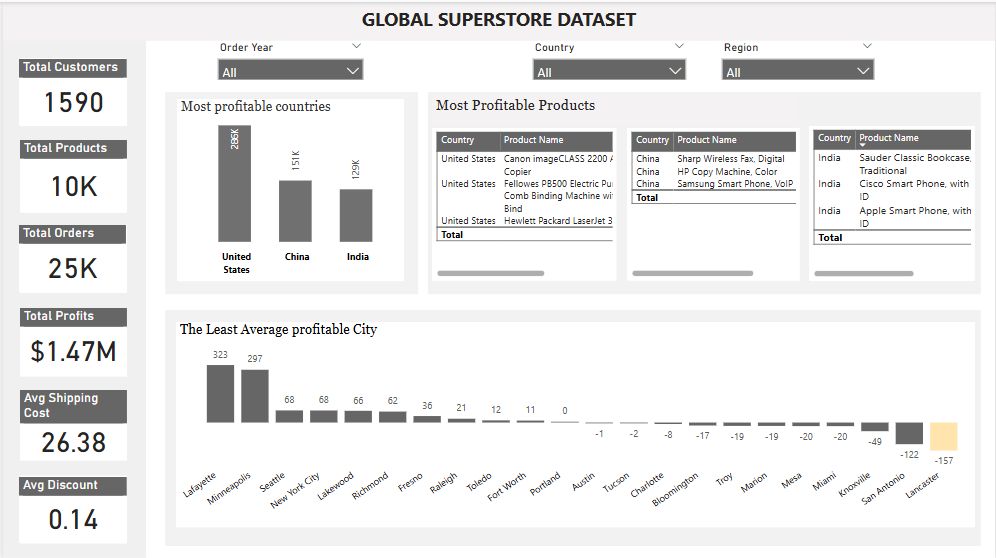 GLOBAL SUPERSTORE DATASET
Order Year
All
Country
All
Region
All
Total Customers
1590
Total Products
10K
Total Orders
25K
Total Profits
$1.47M
Avg Shipping
Cost
26.38
Avg Discount
0.14
Most profitable countries
286K
151K
129K
United
States
China
India
Most Profitable Products
Country Product Name
United States Canon imageCLASS 2200
Copier
United States Fellowes PB500 Electric
Comb Binding Machine
Bind
United States Hewlett Packard LaserJet 3
Total
Country Product Name
China Sharp Wireless Fax, Digital
China HP Copy Machine, Color
China Samsung Smart Phone, VoIP
Total
Country Product Name
India Sauder Classic Bookcase,
Traditional
India Cisco Smart Phone, with
ID
India Apple Smart Phone, with
ID
Total
The Least Average profitable City
323 297 68 68 66 62 36 21 12 11 0 -1 -2 -8 -17 -19 -19 -20 -20 -49 -122 -157
Lafayette Minneapolis Seattle New York City Lakewood Richmond Fresno Raleigh Toledo Fort Worth Portland Austin Tucson Charlotte Bloomington Troy Marion Mesa Miami Knoxville San Antonio Lancaster